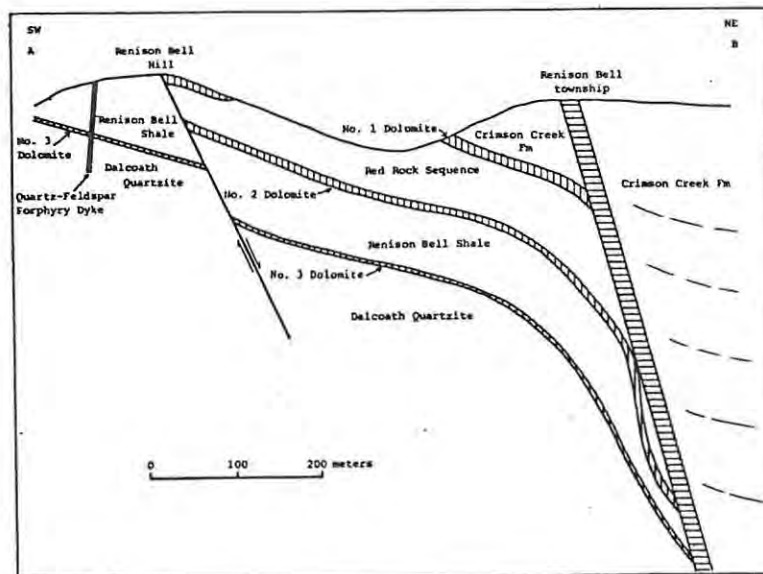 SW
A
Renison Bell
Hill
NE
B
Renison Bell
township
No. 1 Dolomite
Crimson Creek
Fm
Renison Bell
Shale
No. 3
Dolomite
Dalcoath
Quartzite
Red Rock Sequence
Crimson Creek Fm
No. 2 Dolomite
Quartz-Feldspar
Forphyry Dyke
Renison Bell Shale
No. 3 Dolomite
Dalcoath Quartzite
0 100 200 meters